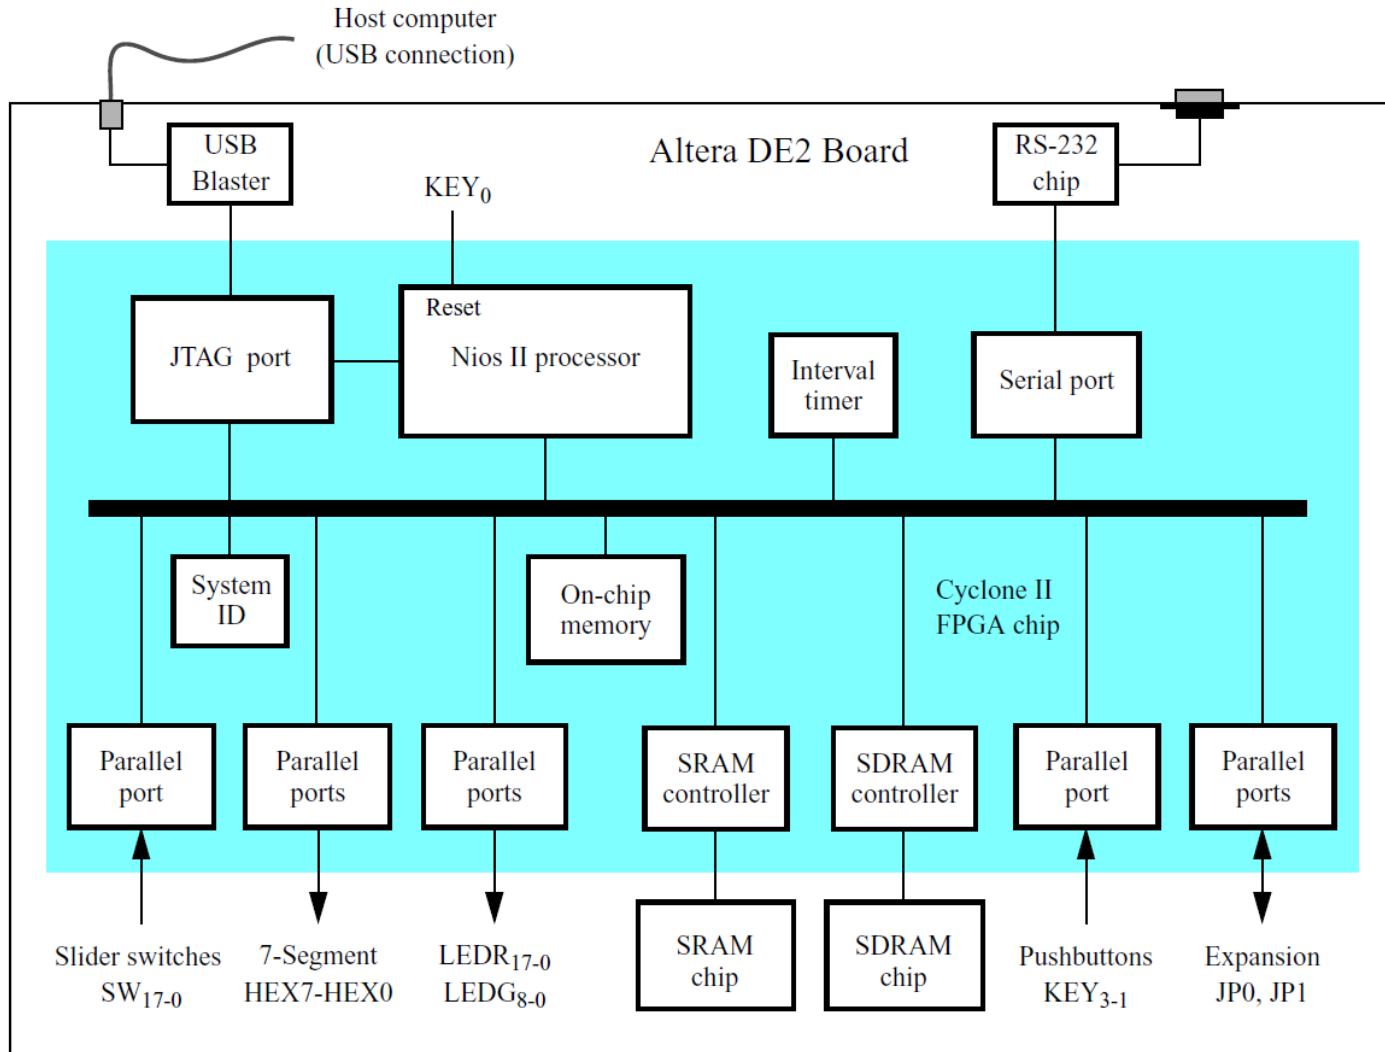 Host computer
(USB connection)
USB
Blaster
Altera DE2 Board
RS-232
chip
KEY0
Reset
JTAG port
Nios II processor
Interval
timer
Serial port
System
ID
On-chip
memory
Cyclone II
FPGA chip
Parallel
port
Parallel
ports
Parallel
ports
SRAM
controller
SDRAM
controller
Parallel
port
Parallel
ports
Slider switches
SW17-0
7-Segment
HEX7-HEX0
LEDR17-0
LEDG8-0
SRAM
chip
SDRAM
chip
Pushbuttons
KEY3-1
Expansion
JP0, JP1